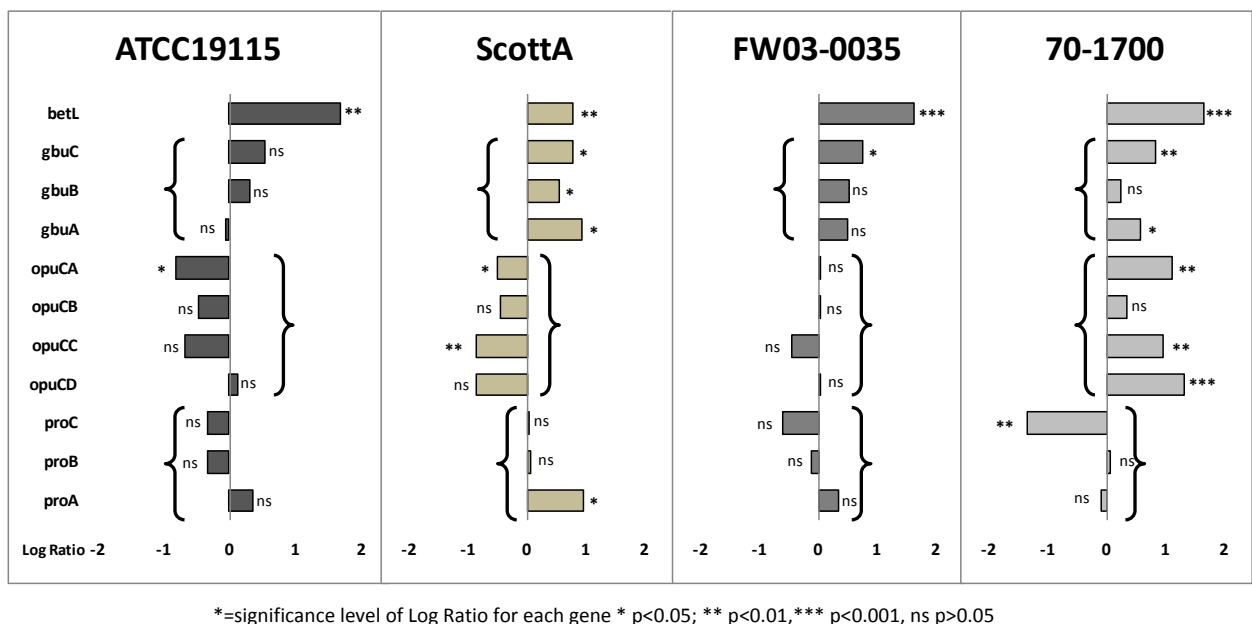 ATCC19115 ScottA FW03-0035 70-1700
betL ** ** *** ***
gbuC ns * * **
gbuB ns * ns ns
gbuA ns * ns *
opuCA * * ns **
opuCB ns ns ns ns
opuCC ns ** ns **
opuCD ns ns ns ***
proC ns ns ns **
proB ns ns ns ns
proA ns * ns ns
Log Ratio -2 -1 0 1 2 -2 -1 0 1 2 -2 -1 0 1 2 -2 -1 0 1 2
*=significance level of Log Ratio for each gene * p<0.05; ** p<0.01,*** p<0.001, ns p>0.05